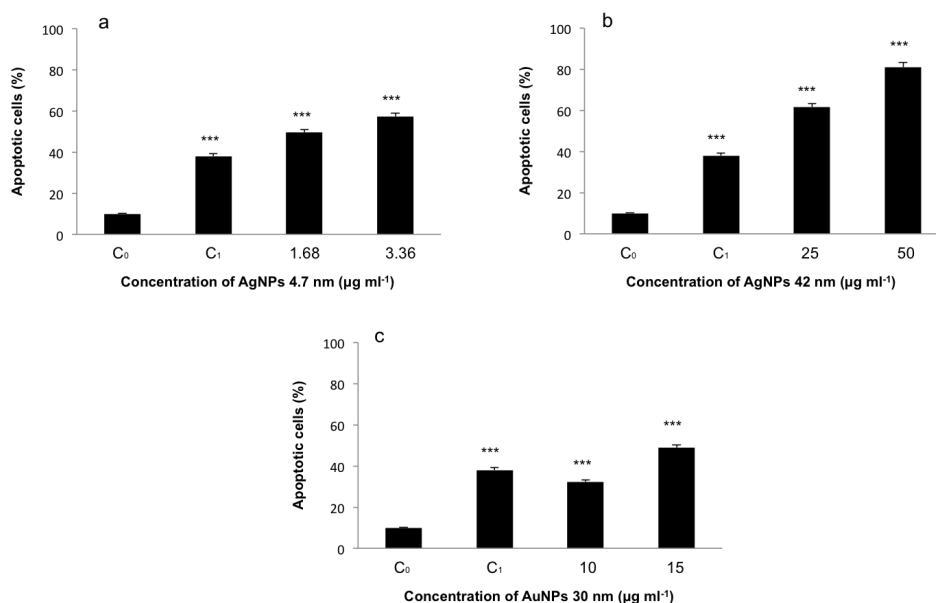 a
Apoptotic cells (%)
100
80
60
40
20
0
***
***
***
C₀ C₁ 1.68 3.36
Concentration of AgNPs 4.7 nm (µg ml⁻¹)
b
Apoptotic cells (%)
100
80
60
40
20
0
***
***
***
C₀ C₁ 25 50
Concentration of AgNPs 42 nm (µg ml⁻¹)
c
Apoptotic cells (%)
100
80
60
40
20
0
***
***
***
C₀ C₁ 10 15
Concentration of AuNPs 30 nm (µg ml⁻¹)